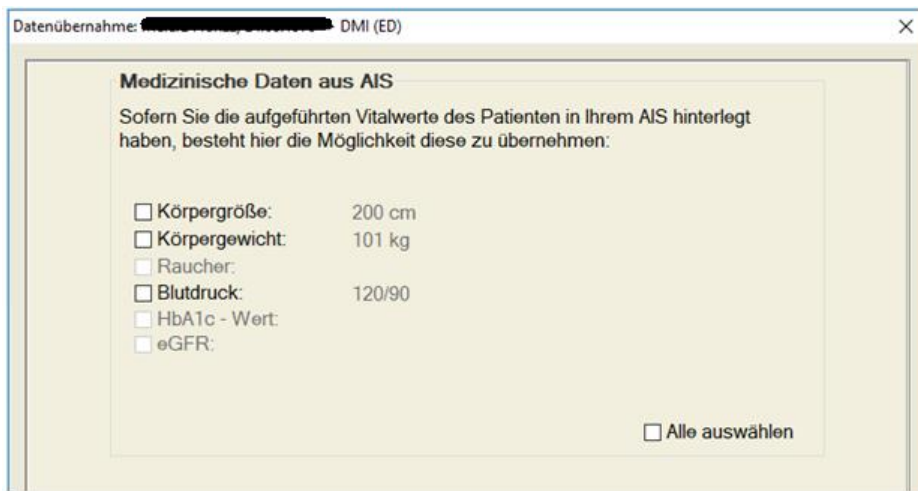 Datenübernahme: DMI (ED)
Medizinische Daten aus AIS
Sofern Sie die aufgeführten Vitalwerte des Patienten in Ihrem AIS hinterlegt
haben, besteht hier die Möglichkeit diese zu übernehmen:
Körpergröße: 200 cm
Körpergewicht: 101 kg
Raucher:
Blutdruck: 120/90
HbA1c - Wert:
eGFR:
Alle auswählen